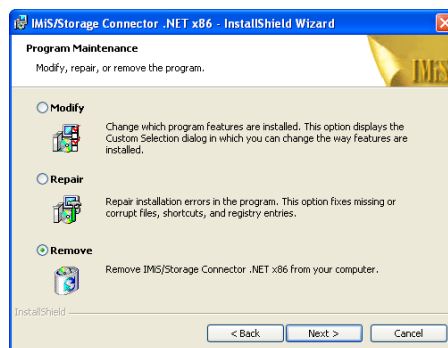 IMiS/Storage Connector .NET x86 - InstallShield Wizard
Program Maintenance
Modify, repair, or remove the program.
IMiS
Modify
Change which program features are installed. This option displays the
Custom Selection dialog in which you can change the way features are
installed.
Repair
Repair installation errors in the program. This option fixes missing or
corrupt files, shortcuts, and registry entries.
Remove
Remove IMiS/Storage Connector .NET x86 from your computer.
InstallShield
< Back
Next >
Cancel